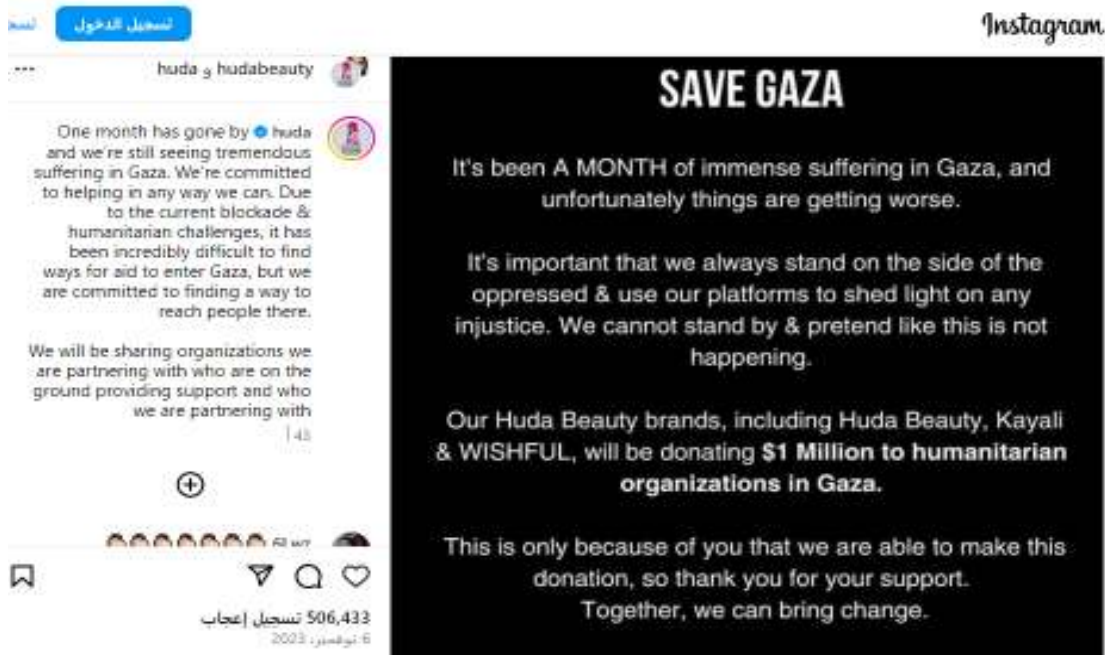 تسجيل الدخول
Instagram
huda و hudabeauty
huda One month has gone by
and we're still seeing tremendous
suffering in Gaza. We're committed
to helping in any way we can. Due
to the current blockade &
humanitarian challenges, it has
been incredibly difficult to find
ways for aid to enter Gaza, but we
are committed to finding a way to
reach people there.
We will be sharing organizations we
are partnering with who are on the
ground providing support and who
we are partnering with
506,433 تسجيل إعجاب
6 نوفمبر، 2023
SAVE GAZA
It's been A MONTH of immense suffering in Gaza, and
unfortunately things are getting worse.
It's important that we always stand on the side of the
oppressed & use our platforms to shed light on any
injustice. We cannot stand by & pretend like this is not
happening.
Our Huda Beauty brands, including Huda Beauty, Kayali
& WISHFUL, will be donating $1 Million to humanitarian
organizations in Gaza.
This is only because of you that we are able to make this
donation, so thank you for your support.
Together, we can bring change.